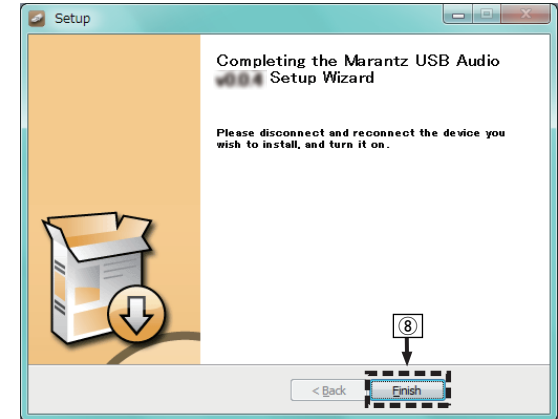 Setup
Completing the Marantz USB Audio
Setup Wizard
Please disconnect and reconnect the device you
wish to install, and turn it on.
⑧
< Back
Finish